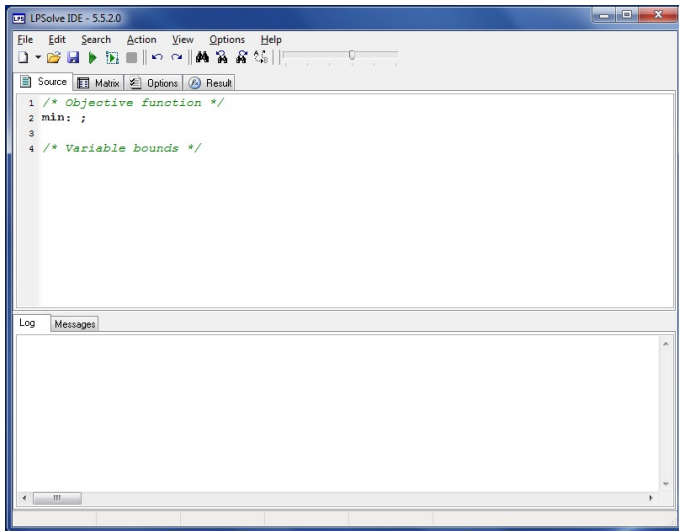 LPS LPSolve IDE - 5.5.2.0
File Edit Search Action View Options Help
Source Matrix Options Result
1 /* Objective function */
2 min: ;
3
4 /* Variable bounds */
Log Messages